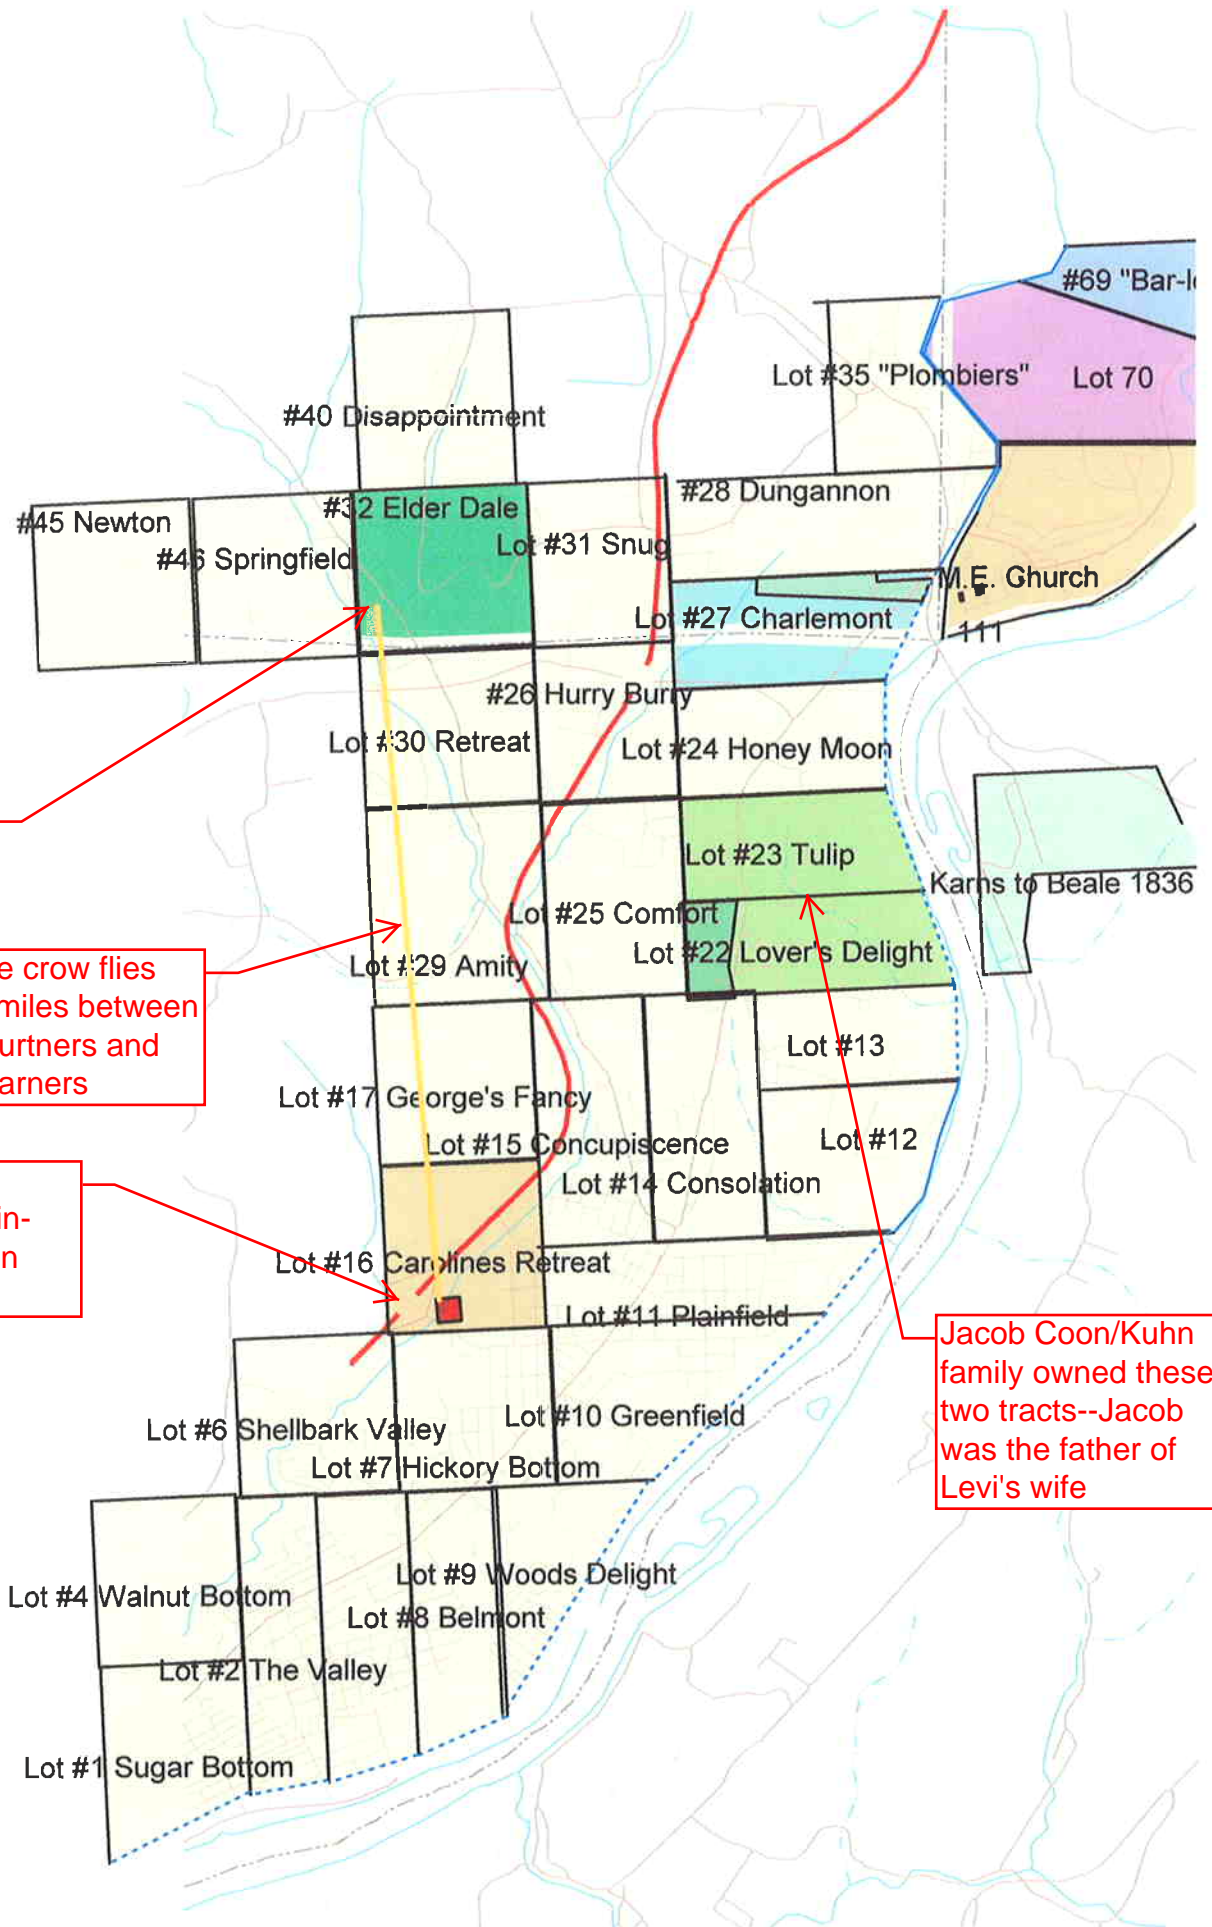 #69 "Bar-l
Lot #35 "Plombiers"
Lot 70
#40 Disappointment
#28 Dungannon
#32 Elder Dale
#45 Newton
Lot #31 Snug
#46 Springfield
M.E. Ghurch
Lot #27 Charlemont
111
#26 Hurry Burry
Lot #30 Retreat
Lot #24 Honey Moon
Lot #23 Tulip
Karns to Beale 1836
Lot #25 Comfort
Lot #22 Lover's Delight
Lot #29 Amity
e crow flies
miles between
urtners and
arners
Lot #13
Lot #17 George's Fancy
Lot #15 Concupiscence
Lot #12
Lot #14 Consolation
in-
n
Lot #16 Carolines Retreat
Lot #11 Plainfield
Jacob Coon/Kuhn
family owned these
two tracts--Jacob
was the father of
Levi's wife
Lot #10 Greenfield
Lot #6 Shellbark Valley
Lot #7 Hickory Bottom
Lot #9 Woods Delight
Lot #4 Walnut Bottom
Lot #8 Belmont
Lot #2 The Valley
Lot #1 Sugar Bottom